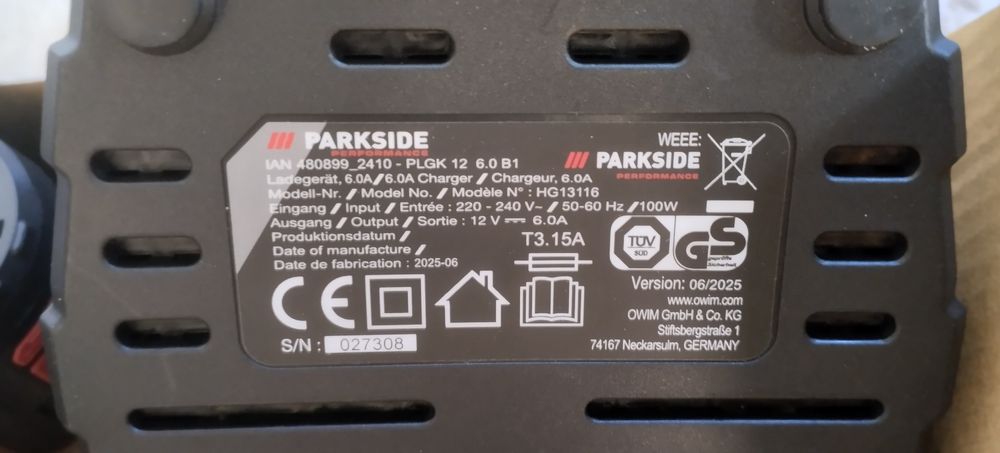 PARKSIDE
PERFORMANCE
IAN 480899_2410 - PLGK 12 6.0 B1
Ladegerät, 6.0A / 6.0A Charger / Chargeur, 6.0A
Modell-Nr. / Model No. / Modèle N° : HG13116
Eingang / Input / Entrée : 220 - 240 V~ / 50-60 Hz / 100W
Ausgang / Output / Sortie : 12 V 6.0A
Produktionsdatum /
Date of manufacture /
Date de fabrication : 2025-06
S/N : 027308
WEEE:
PARKSIDE
PERFORMANCE
T3.15A
TÜV
SÜD
GS
geprüfte
Sicherheit
Version: 06/2025
www.owim.com
OWIM GmbH & Co. KG
Stiftsbergstraße 1
74167 Neckarsulm, GERMANY
CE